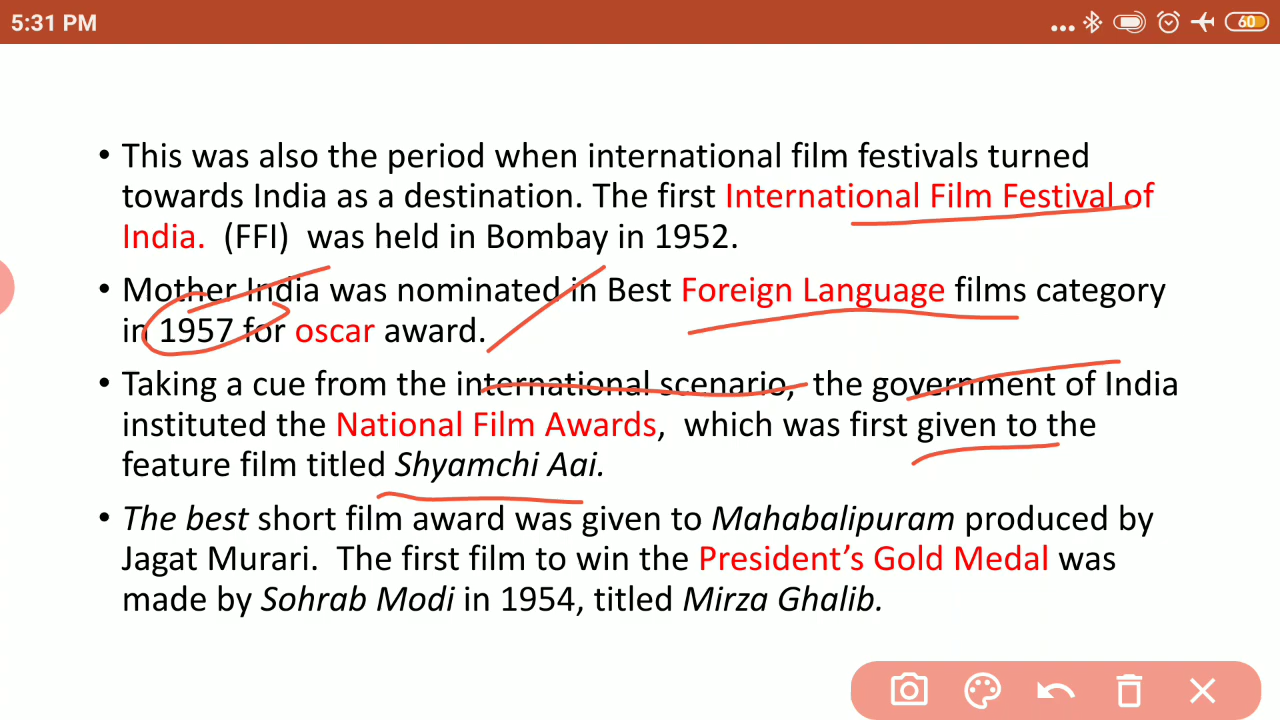 5:31 PM
60
• This was also the period when international film festivals turned
towards India as a destination. The first International Film Festival of
India. (FFI) was held in Bombay in 1952.
• Mother India was nominated in Best Foreign Language films category
in 1957 for oscar award.
• Taking a cue from the international scenario, the government of India
instituted the National Film Awards, which was first given to the
feature film titled Shyamchi Aai.
• The best short film award was given to Mahabalipuram produced by
Jagat Murari. The first film to win the President’s Gold Medal was
made by Sohrab Modi in 1954, titled Mirza Ghalib.